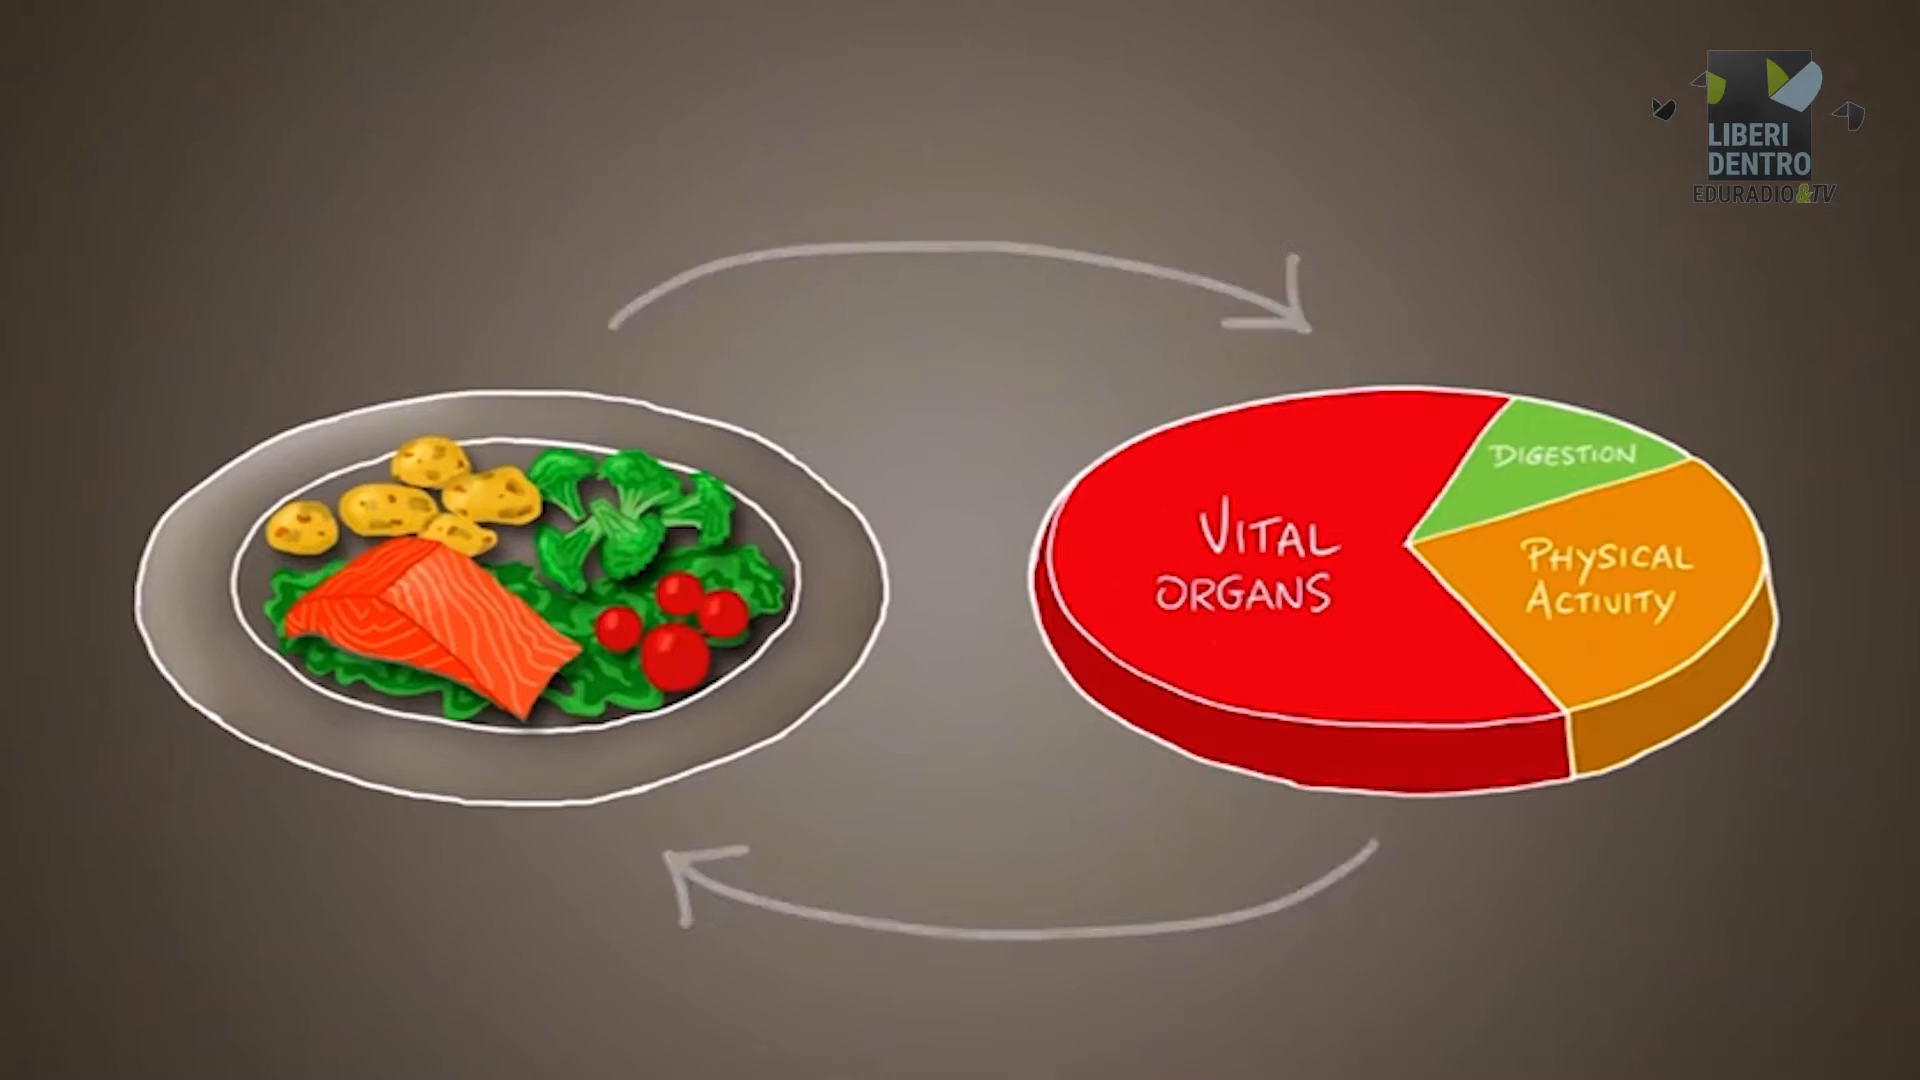 LIBERI
DENTRO
EDURADIO&TV
DIGESTION
VITAL
ORGANS
PHYSICAL
ACTIVITY